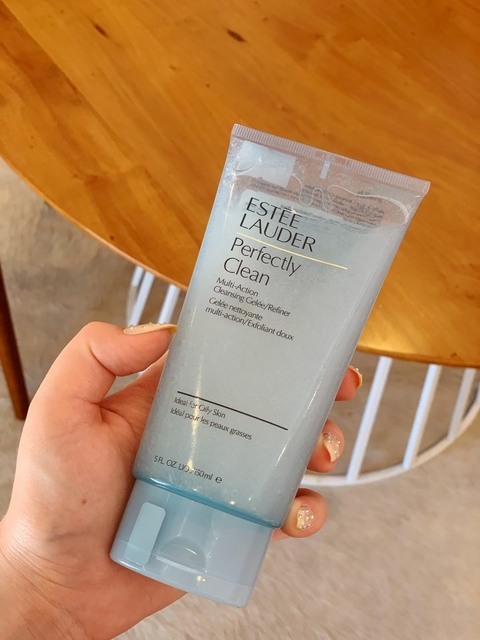 ESTĒE
LAUDER
Perfectly
Clean
Multi-Action
Cleansing Gelée/Refiner
Gelée nettoyante
multi-action/Exfoliant doux
Ideal for Oily Skin
Idéal pour les peaux grasses
5 FL. OZ. LIQ./150ml ℮